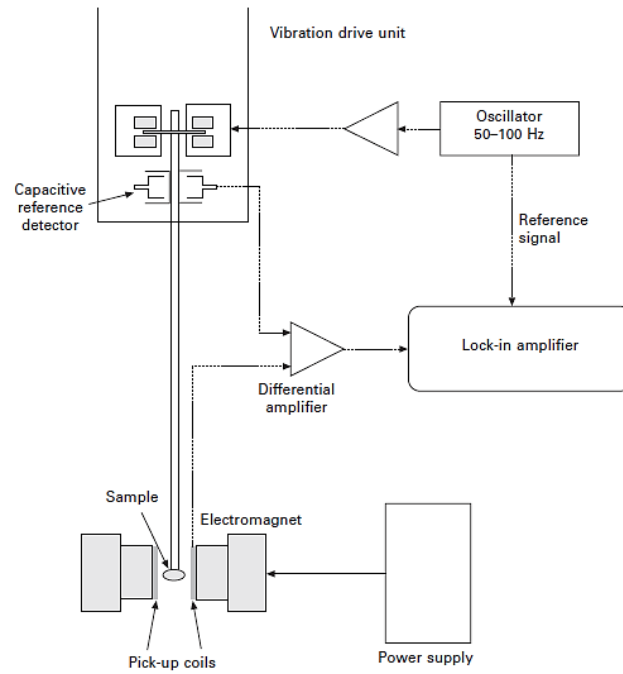 Vibration drive unit
Oscillator
50–100 Hz
Capacitive
reference
detector
Reference
signal
Lock-in amplifier
Differential
amplifier
Sample
Electromagnet
Pick-up coils
Power supply